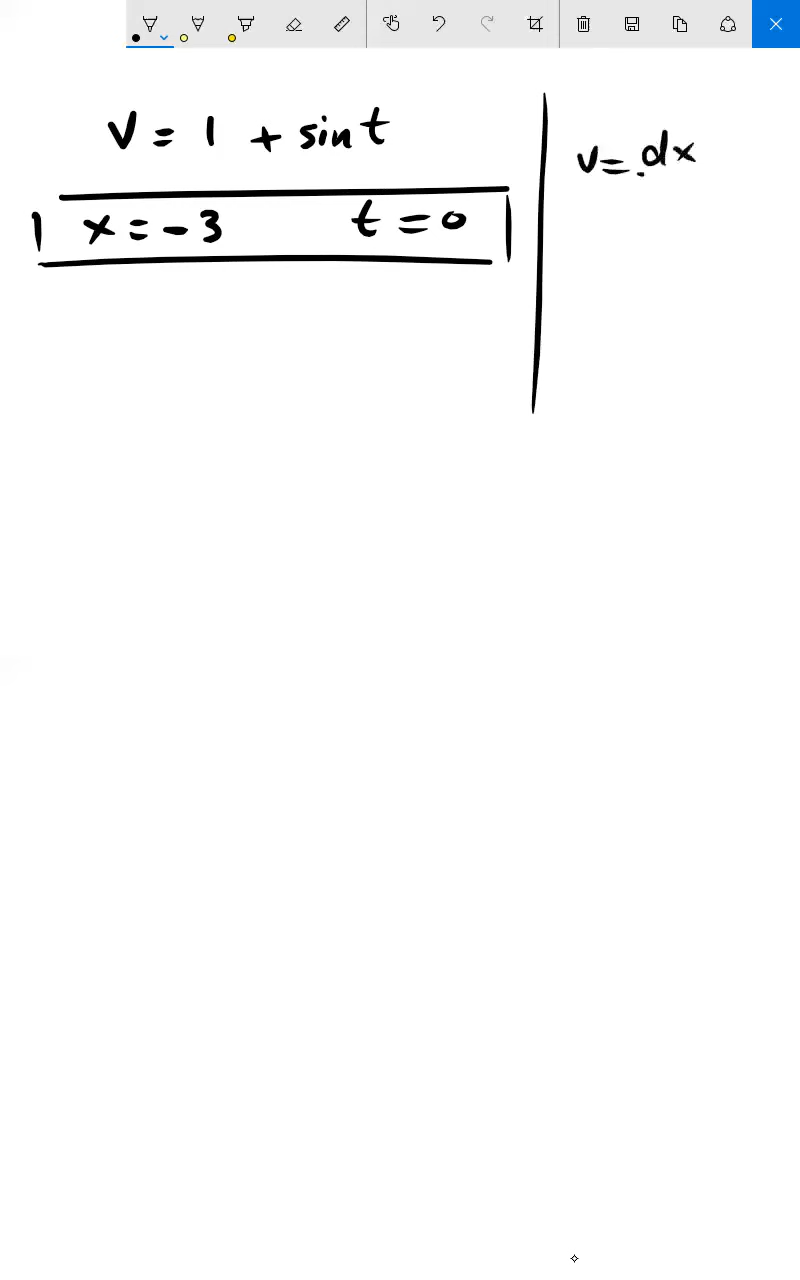 v = 1 + sin t
x = -3 t = 0
v = dx